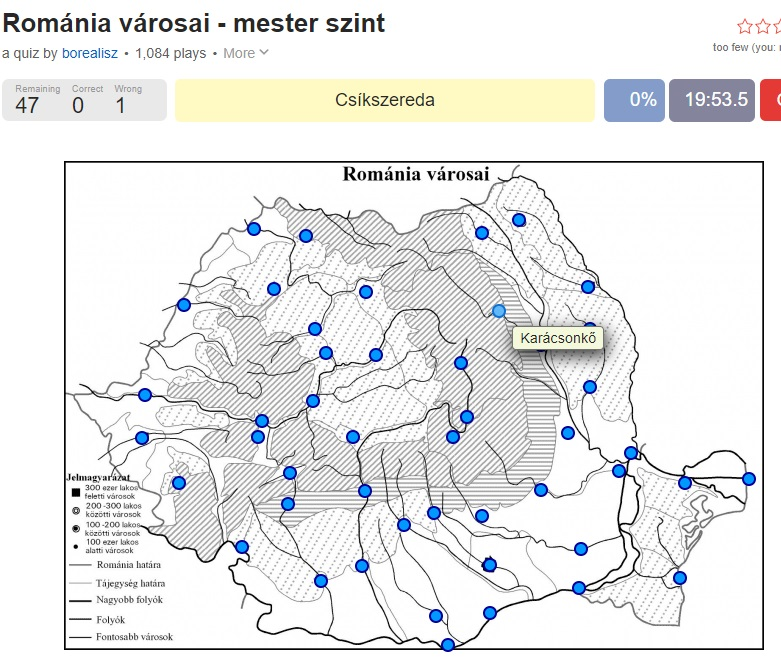 Románia városai - mester szint
a quiz by borealisz • 1,084 plays • More
too few (you:
Remaining Correct Wrong
47 0 1
Csíkszereda
0%
19:53.5
Románia városai
Karácsonkő
Jelmagyarázat
300 ezer lakos
feletti városok
200 -300 lakos
közötti városok
100 -200 lakos
közötti városok
100 ezer lakos
alatti városok
Románia határa
Tájegység határa
Nagyobb folyók
Folyók
Fontosabb városok